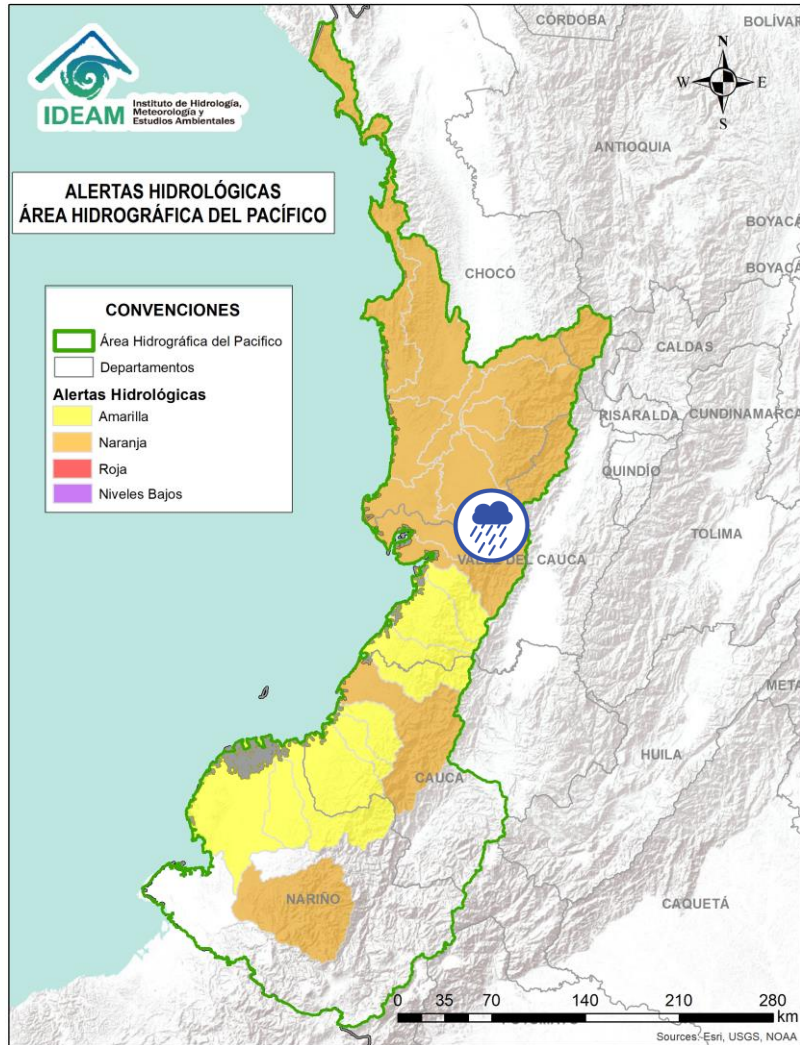 CÓRDOBA
BOLÍVAR
IDEAM
Instituto de Hidrología,
Meteorología y
Estudios Ambientales
N
W
E
S
ANTIOQUIA
ALERTAS HIDROLÓGICAS
ÁREA HIDROGRÁFICA DEL PACÍFICO
BOYACÁ
BOYACÁ
CHOCÓ
CONVENCIONES
Área Hidrográfica del Pacifico
Departamentos
Alertas Hidrológicas
Amarilla
Naranja
Roja
Niveles Bajos
CALDAS
RISARALDA
CUNDINAMARCA
QUINDÍO
TOLIMA
DEL CAUCA
META
HUILA
CAUCA
NARIÑO
CAQUETÁ
0 35 70 140 210 280
km
Sources: Esri, USGS, NOAA